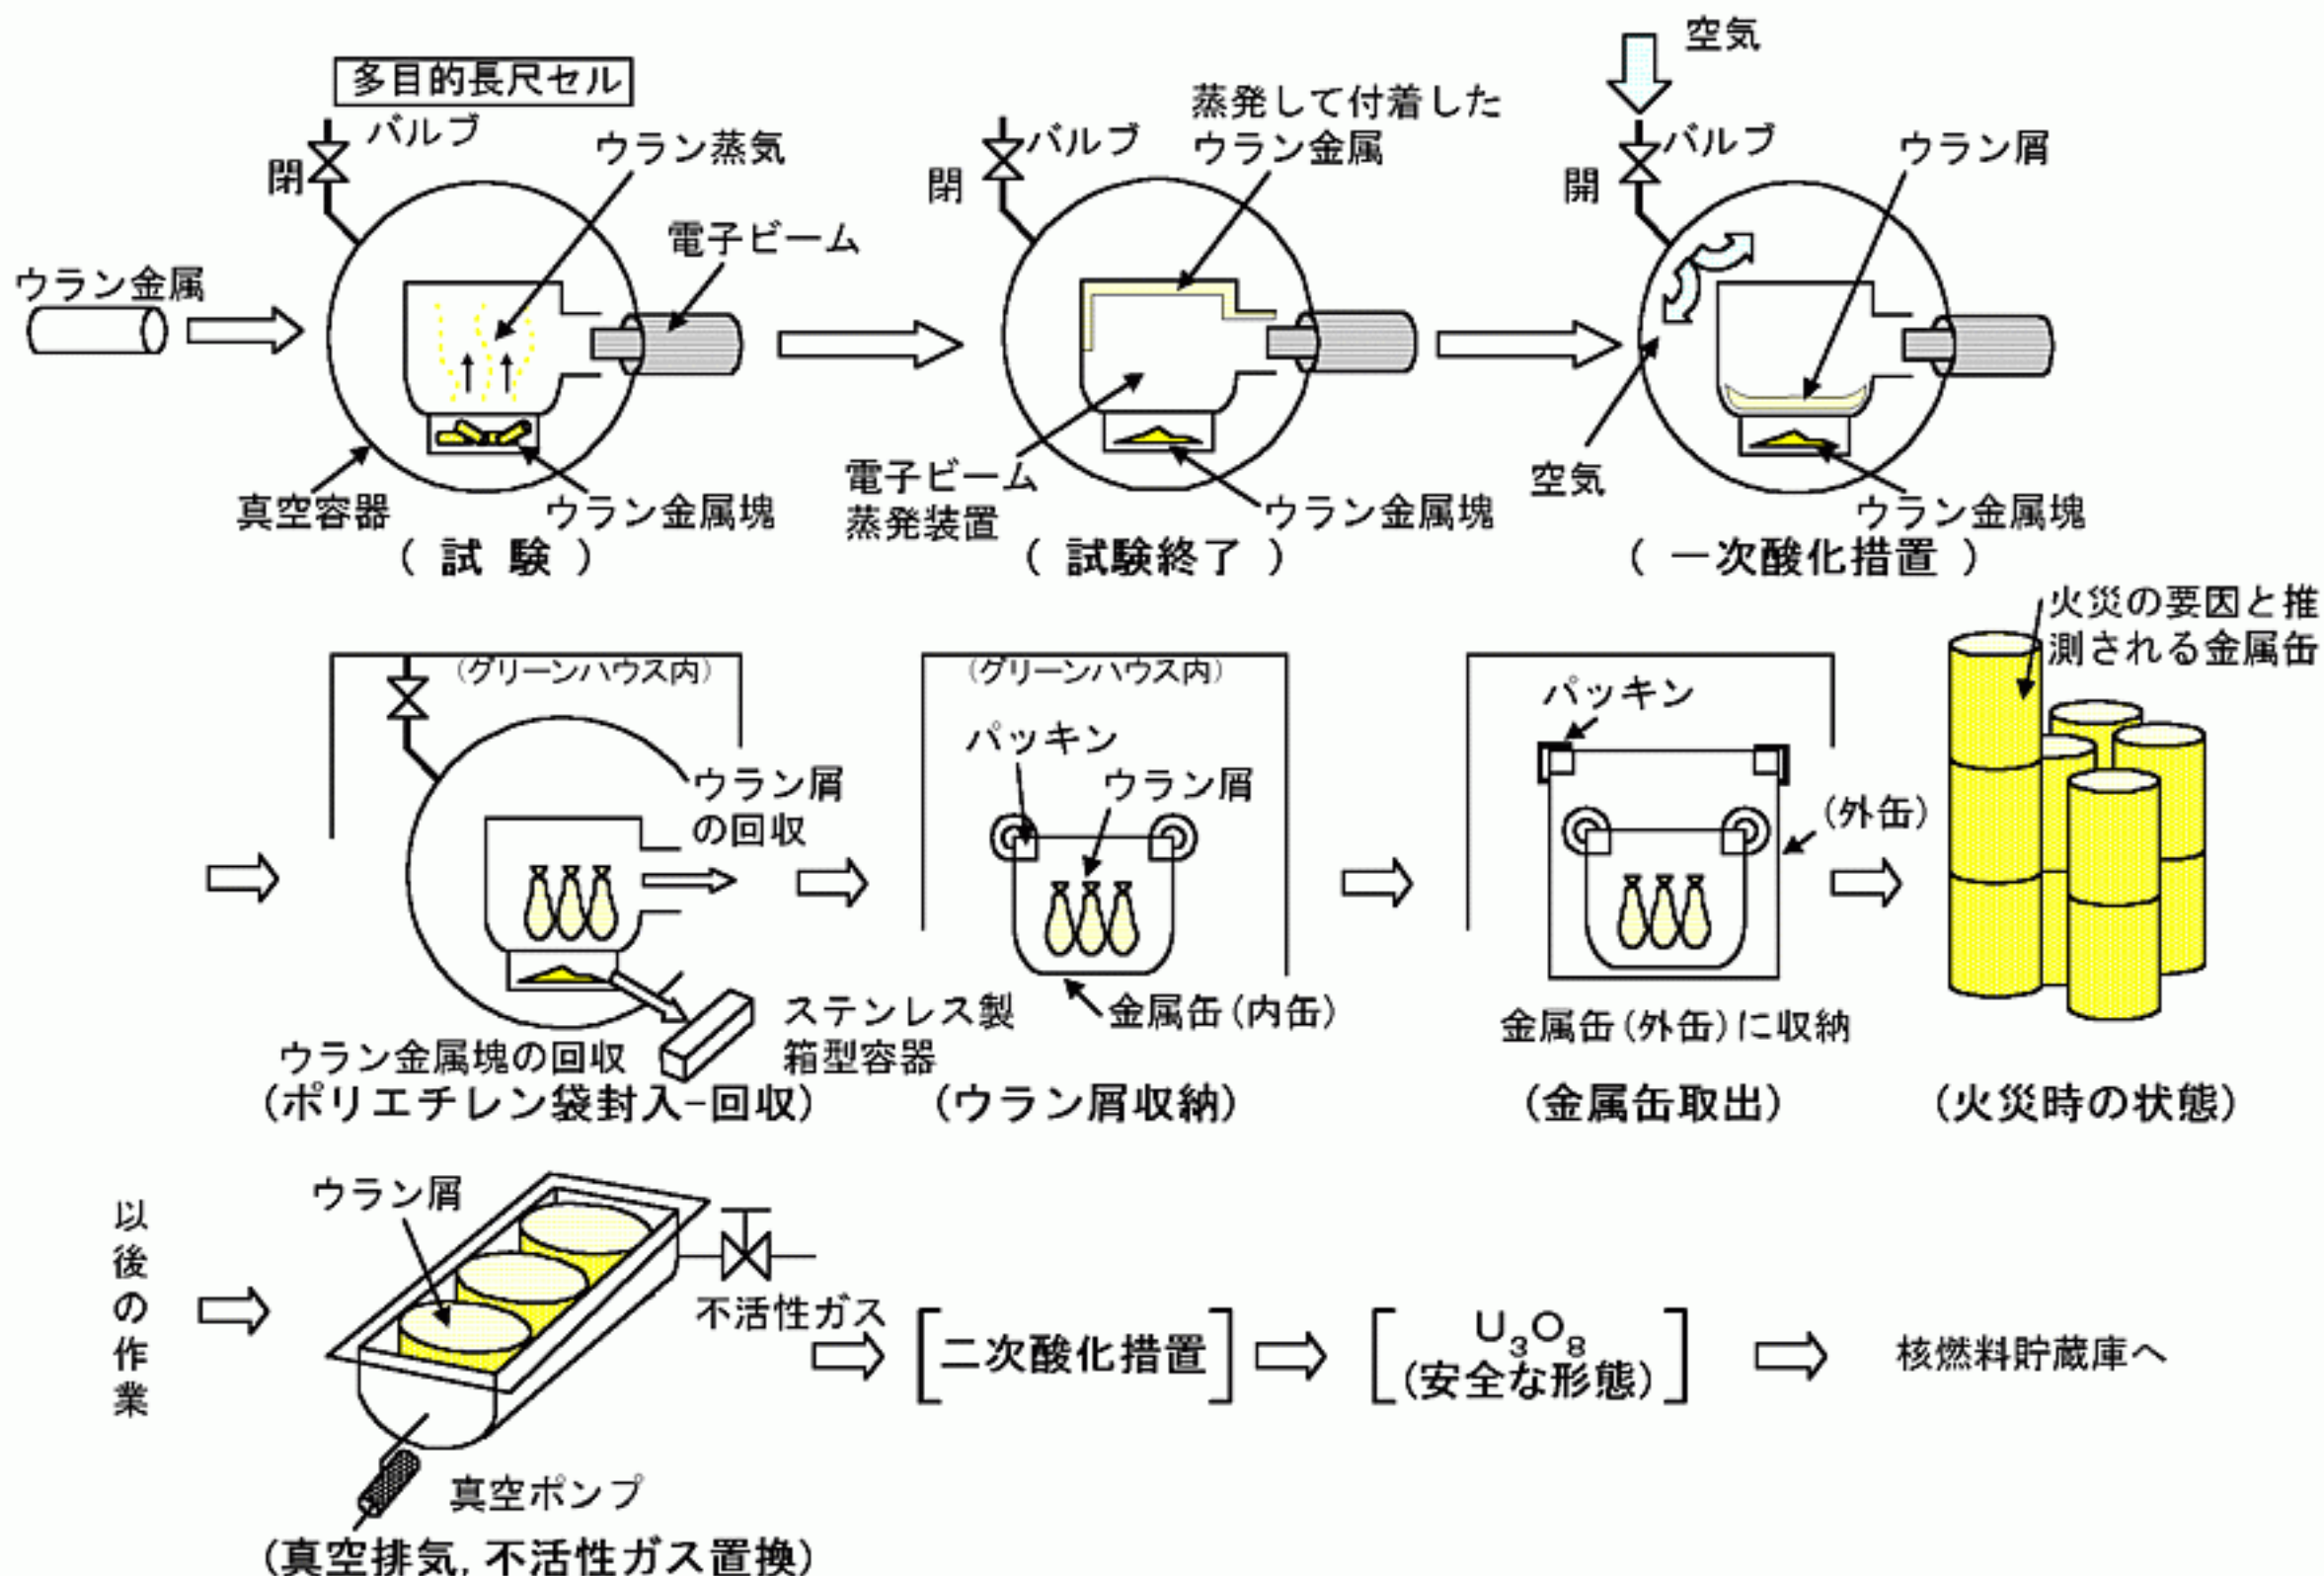 多目的長尺セル
バルブ
閉
ウラン蒸気
電子ビーム
ウラン金属
真空容器
ウラン金属塊
（ 試 験 ）
バルブ
閉
蒸発して付着した
ウラン金属
電子ビーム
蒸発装置
ウラン金属塊
（ 試験終了 ）
空気
バルブ
開
ウラン屑
空気
ウラン金属塊
（ 一次酸化措置 ）
(グリーンハウス内)
ウラン屑
の回収
ウラン金属塊の回収
ステンレス製
箱型容器
(ポリエチレン袋封入-回収)
(グリーンハウス内)
パッキン
ウラン屑
金属缶(内缶)
(ウラン屑収納)
パッキン
(外缶)
金属缶(外缶)に収納
(金属缶取出)
火災の要因と推
測される金属缶
(火災時の状態)
以後の作業
ウラン屑
不活性ガス
真空ポンプ
(真空排気, 不活性ガス置換)
[二次酸化措置]
U3O8
(安全な形態)
核燃料貯蔵庫へ